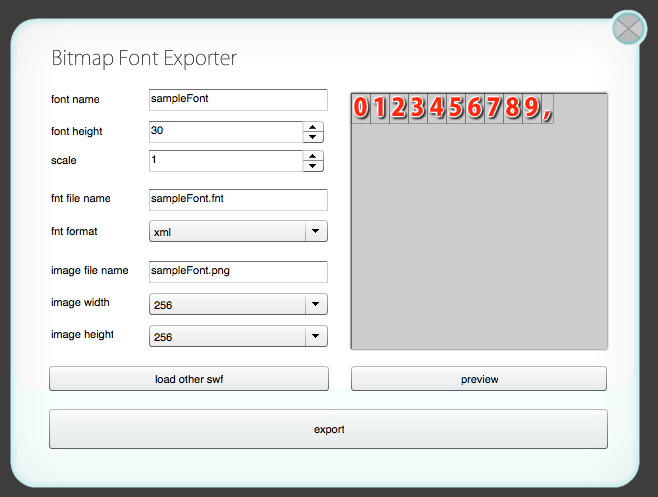 Bitmap Font Exporter
font name sampleFont
0123456789,
font height 30
scale 1
fnt file name sampleFont.fnt
fnt format xml
image file name sampleFont.png
image width 256
image height 256
load other swf preview
export